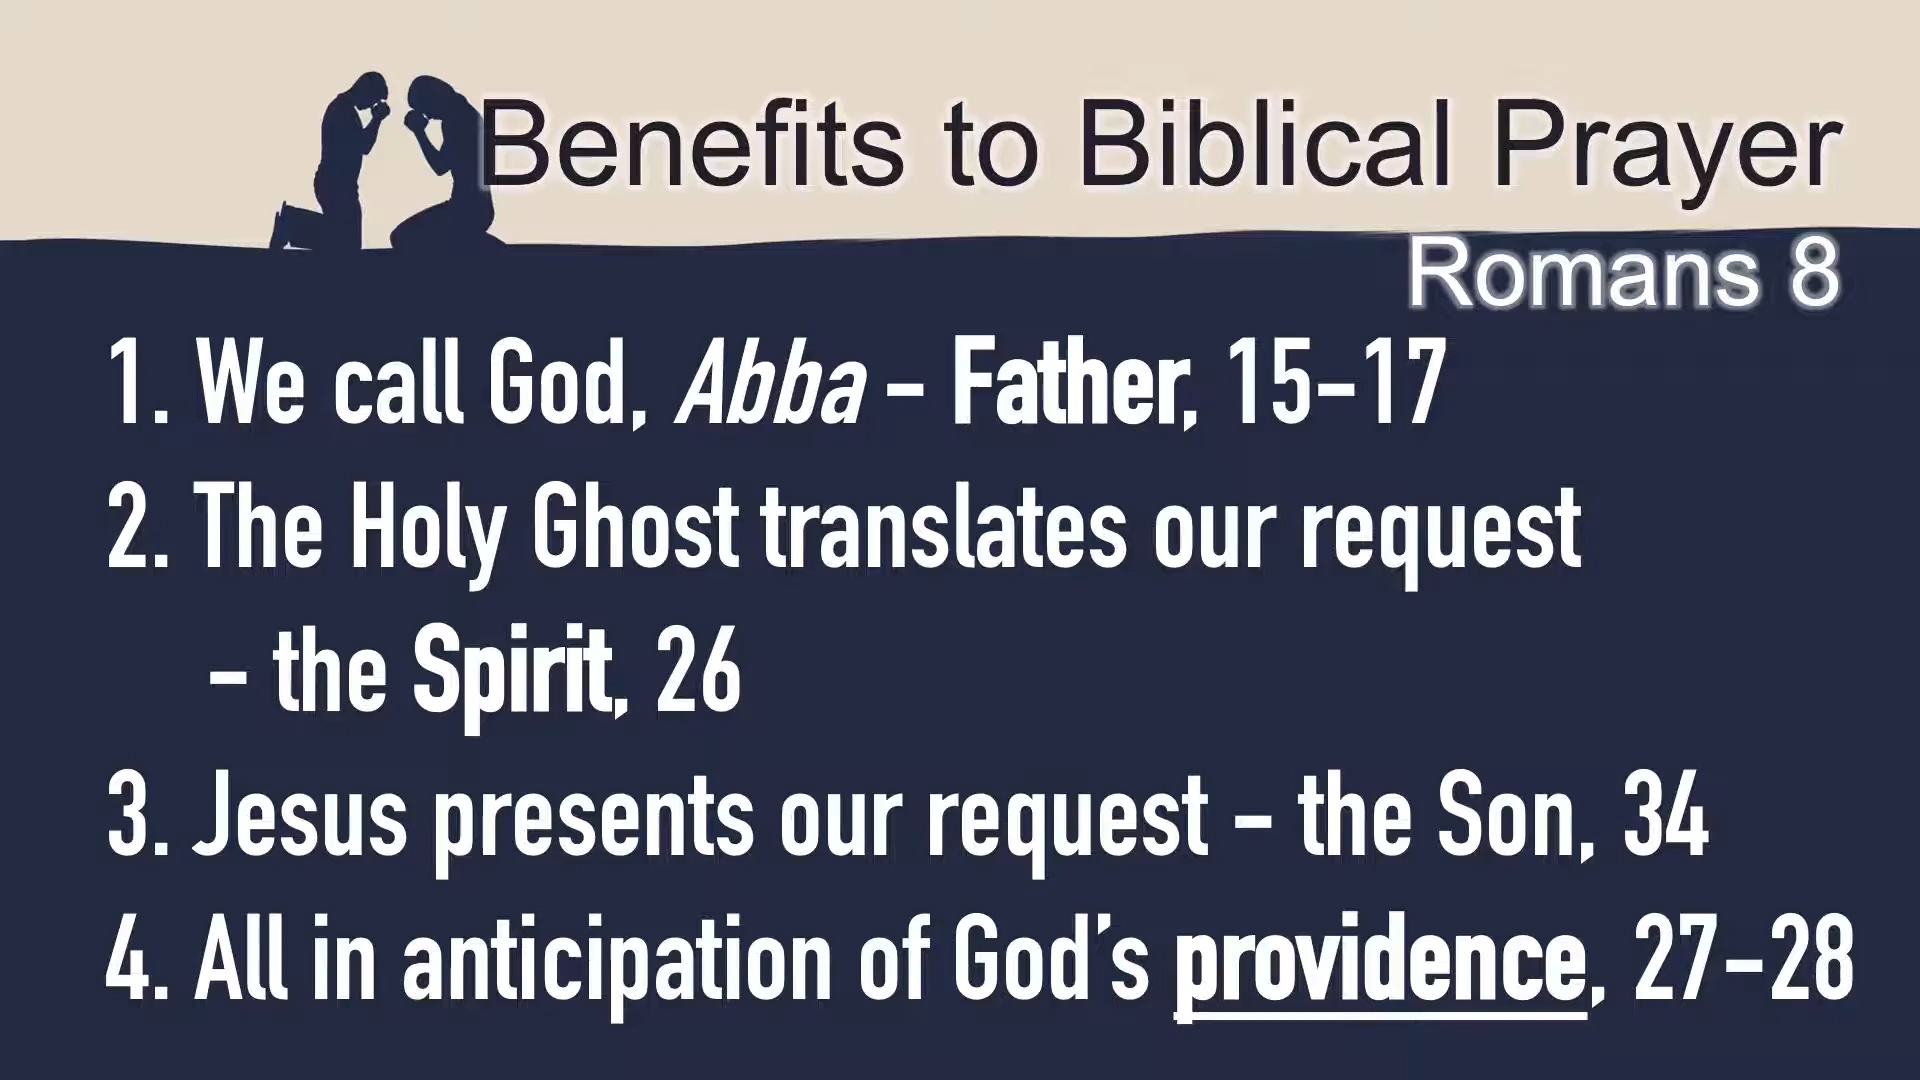 Benefits to Biblical Prayer
Romans 8
1. We call God, Abba – Father, 15–17
2. The Holy Ghost translates our request
– the Spirit, 26
3. Jesus presents our request – the Son, 34
4. All in anticipation of God’s providence, 27–28